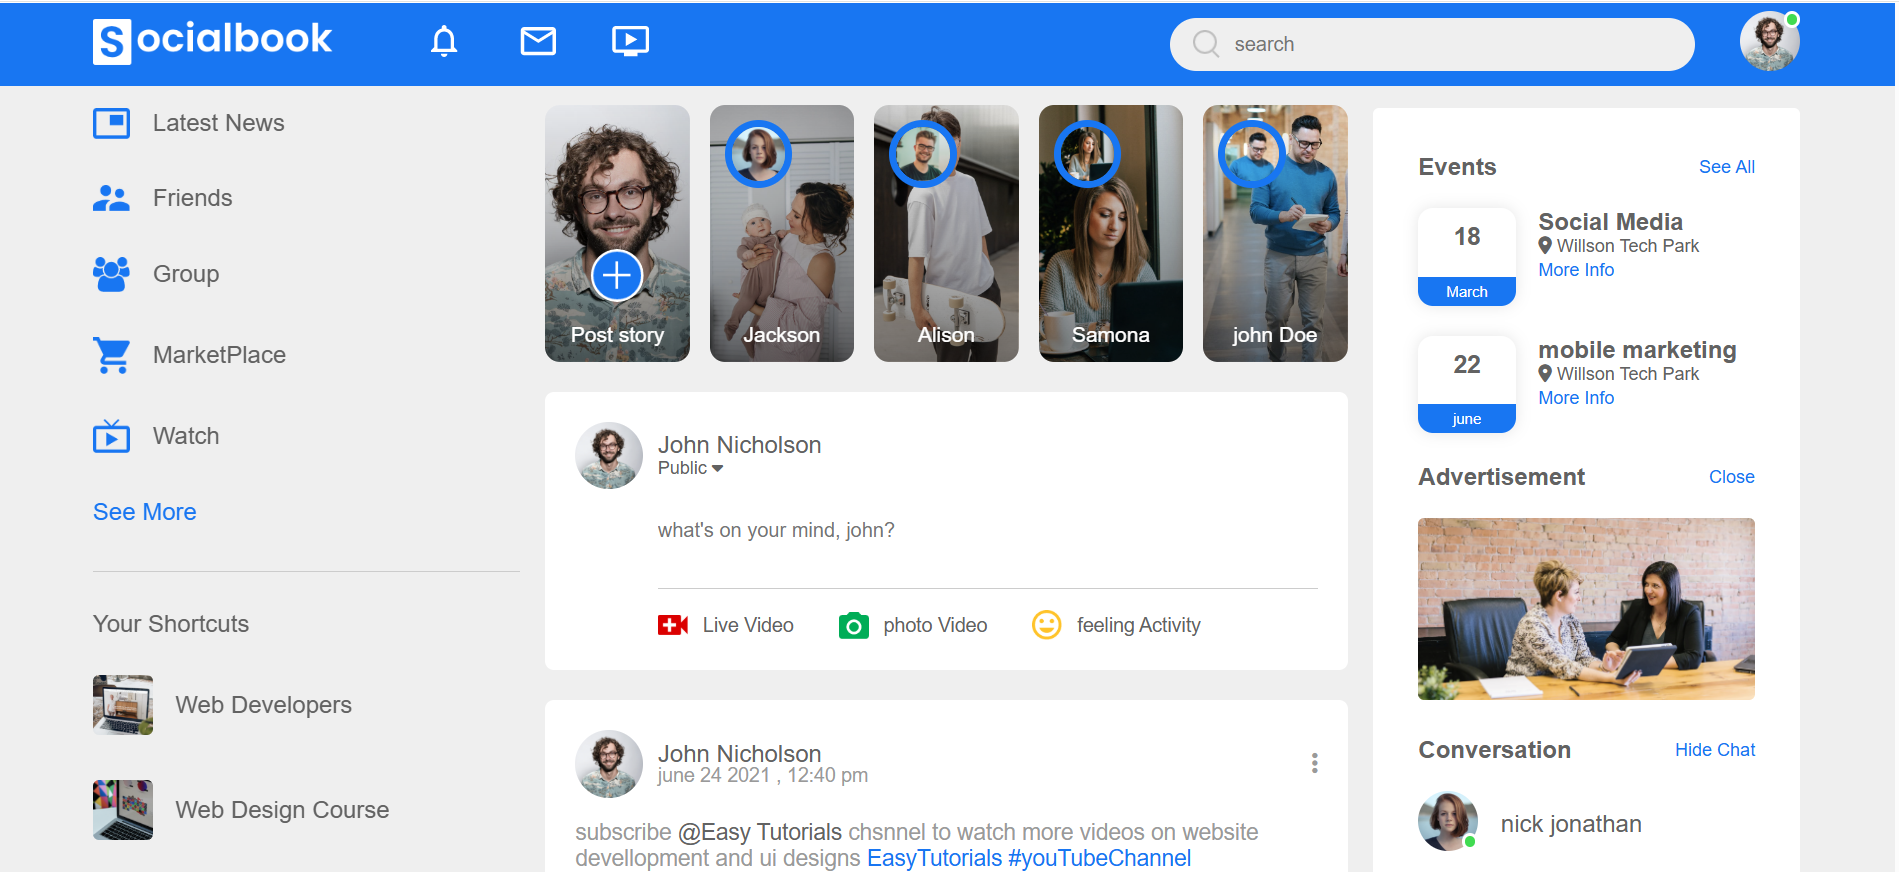 Socialbook
search
Latest News
Friends
Group
MarketPlace
Watch
See More
Your Shortcuts
Web Developers
Web Design Course
Post story
Jackson
Alison
Samona
john Doe
John Nicholson
Public
what's on your mind, john?
Live Video
photo Video
feeling Activity
John Nicholson
june 24 2021 , 12:40 pm
subscribe @Easy Tutorials chsnnel to watch more videos on website
devellopment and ui designs EasyTutorials #youTubeChannel
Events
See All
18
March
Social Media
Willson Tech Park
More Info
22
june
mobile marketing
Willson Tech Park
More Info
Advertisement
Close
Conversation
Hide Chat
nick jonathan